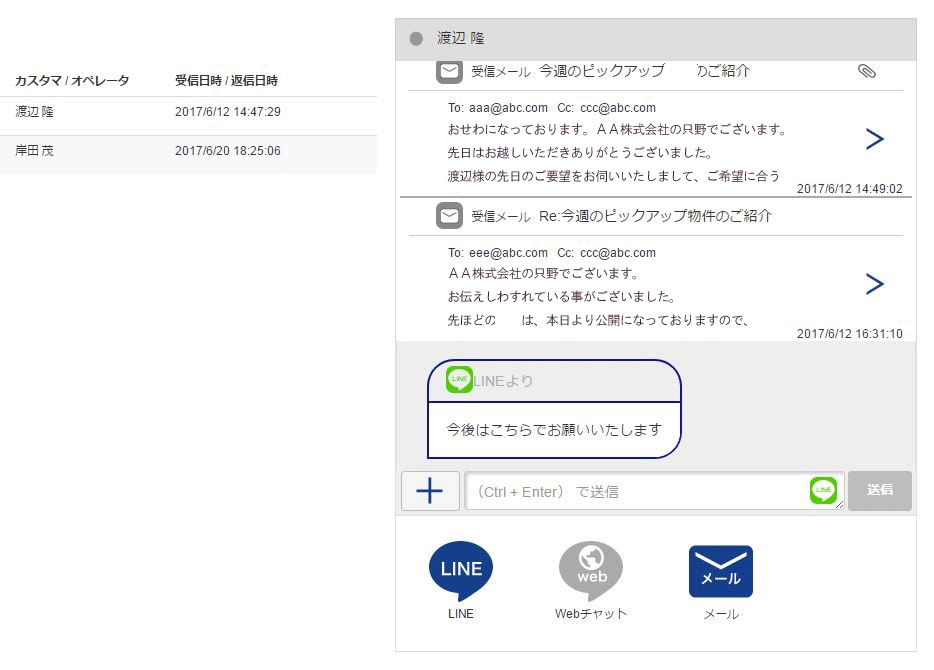 カスタマ / オペレータ 受信日時 / 返信日時
渡辺 隆 2017/6/12 14:47:29
岸田 茂 2017/6/20 18:25:06
渡辺 隆
受信メール 今週のピックアップ のご紹介
To: aaa@abc.com Cc: ccc@abc.com
おせわになっております。ＡＡ株式会社の只野でございます。
先日はお越しいただきありがとうございました。
渡辺様の先日のご要望をお伺いいたしまして、ご希望に合う
2017/6/12 14:49:02
受信メール Re:今週のピックアップ物件のご紹介
To: eee@abc.com Cc: ccc@abc.com
ＡＡ株式会社の只野でございます。
お伝えしわすれている事がございました。
先ほどの は、本日より公開になっておりますので、
2017/6/12 16:31:10
LINE LINEより
今後はこちらでお願いいたします
（Ctrl + Enter） で送信 LINE 送信
LINE web メール
LINE Webチャット メール